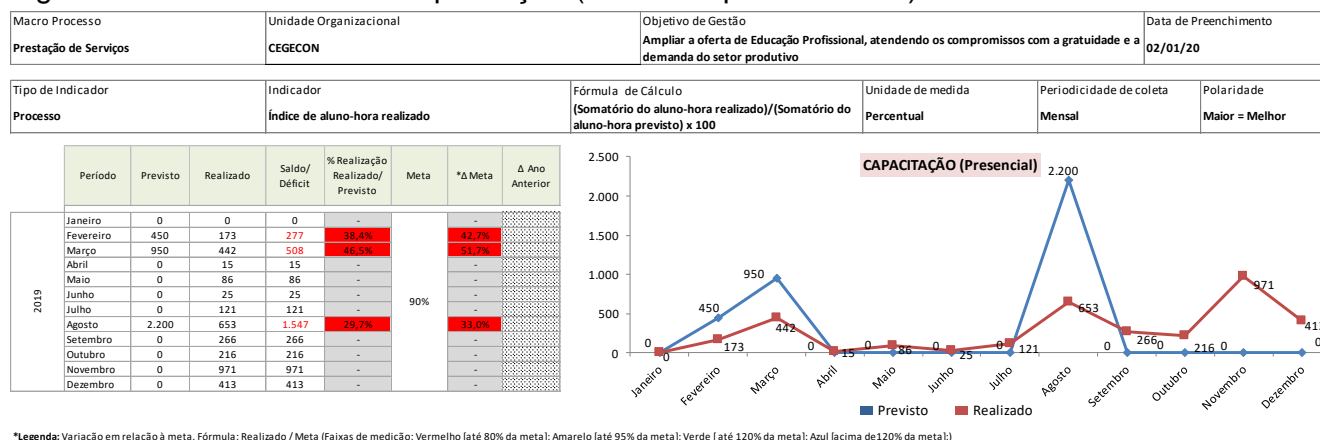 Macro Processo Unidade Organizacional Objetivo de Gestão Data de Preenchimento
Prestação de Serviços CEGECON Ampliar a oferta de Educação Profissional, atendendo os compromissos com a gratuidade e a demanda do setor produtivo 02/01/20
Tipo de Indicador Indicador Fórmula de Cálculo Unidade de medida Periodicidade de coleta Polaridade
Processo Índice de aluno-hora realizado (Somatório do aluno-hora realizado)/(Somatório do aluno-hora previsto) x 100 Percentual Mensal Maior = Melhor
Período Previsto Realizado Saldo/ Déficit % Realização Realizado/ Previsto Meta *Δ Meta Δ Ano Anterior
2019
Janeiro 0 0 0 - -
Fevereiro 450 173 277 38,4% 42,7%
Março 950 442 508 46,5% 51,7%
Abril 0 15 15 - -
Maio 0 86 86 - -
Junho 0 25 25 - -
90%
Julho 0 121 121 - -
Agosto 2.200 653 1.547 29,7% 33,0%
Setembro 0 266 266 - -
Outubro 0 216 216 - -
Novembro 0 971 971 - -
Dezembro 0 413 413 - -
CAPACITAÇÃO (Presencial)
2.500
2.000
1.500
1.000
500
0
0 450 950 0 0 0 0 2.200 0 0 0 0
0 173 442 15 86 25 121 653 266 216 971
Janeiro Fevereiro Março Abril Maio Junho Julho Agosto Setembro Outubro Novembro Dezembro
Previsto Realizado
*Legenda: Variação em relação à meta. Fórmula: Realizado / Meta (Faixas de medição: Vermelho [até 80% da meta]; Amarelo [até 95% da meta]; Verde [ até 120% da meta]; Azul [acima de120% da meta];)